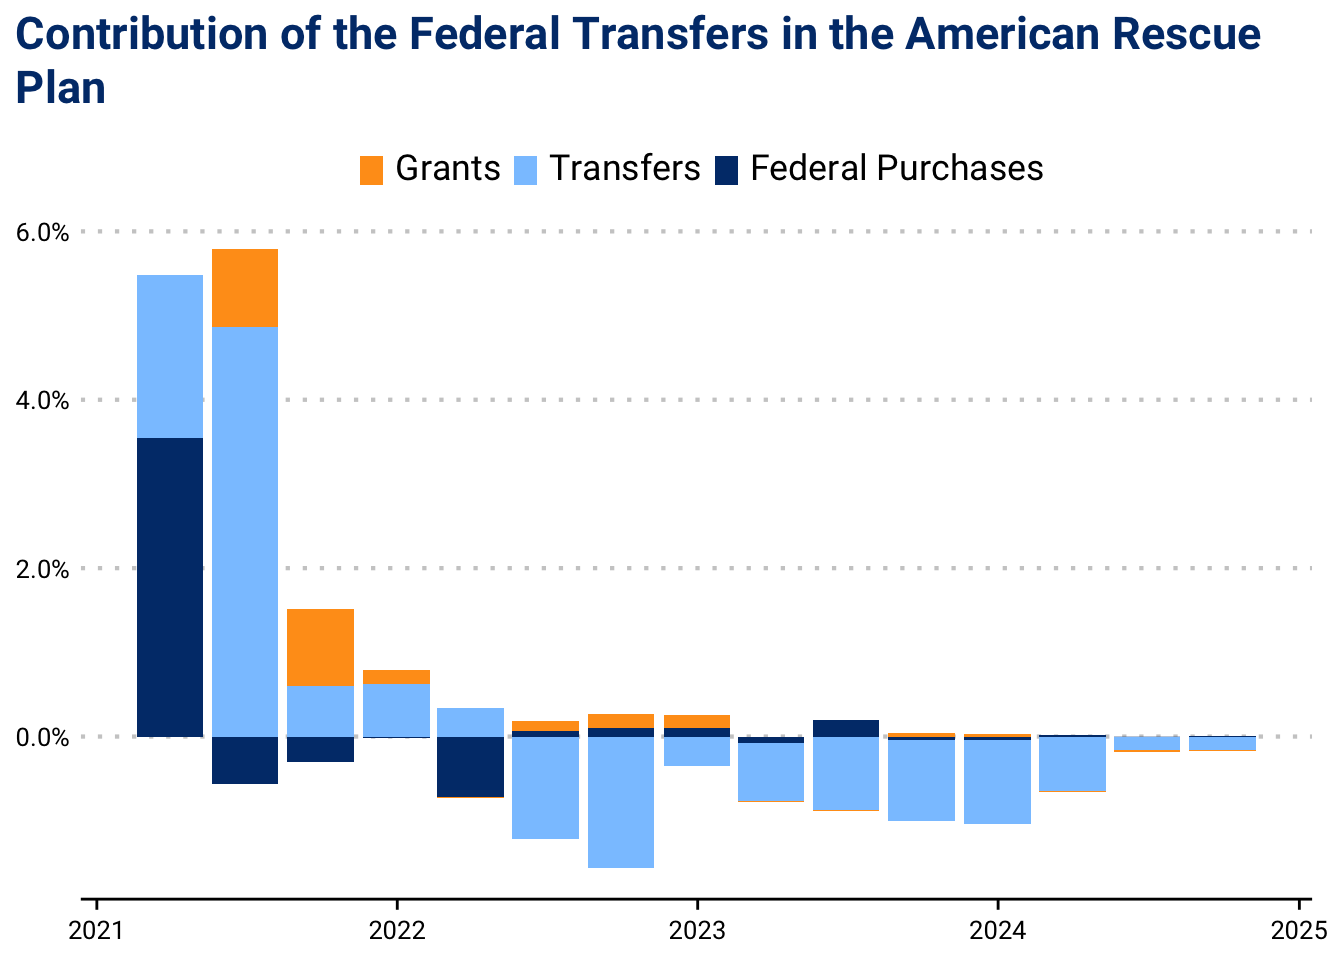 Contribution of the Federal Transfers in the American Rescue
Plan
Grants Transfers Federal Purchases
6.0%
4.0%
2.0%
0.0%
2021 2022 2023 2024 2025